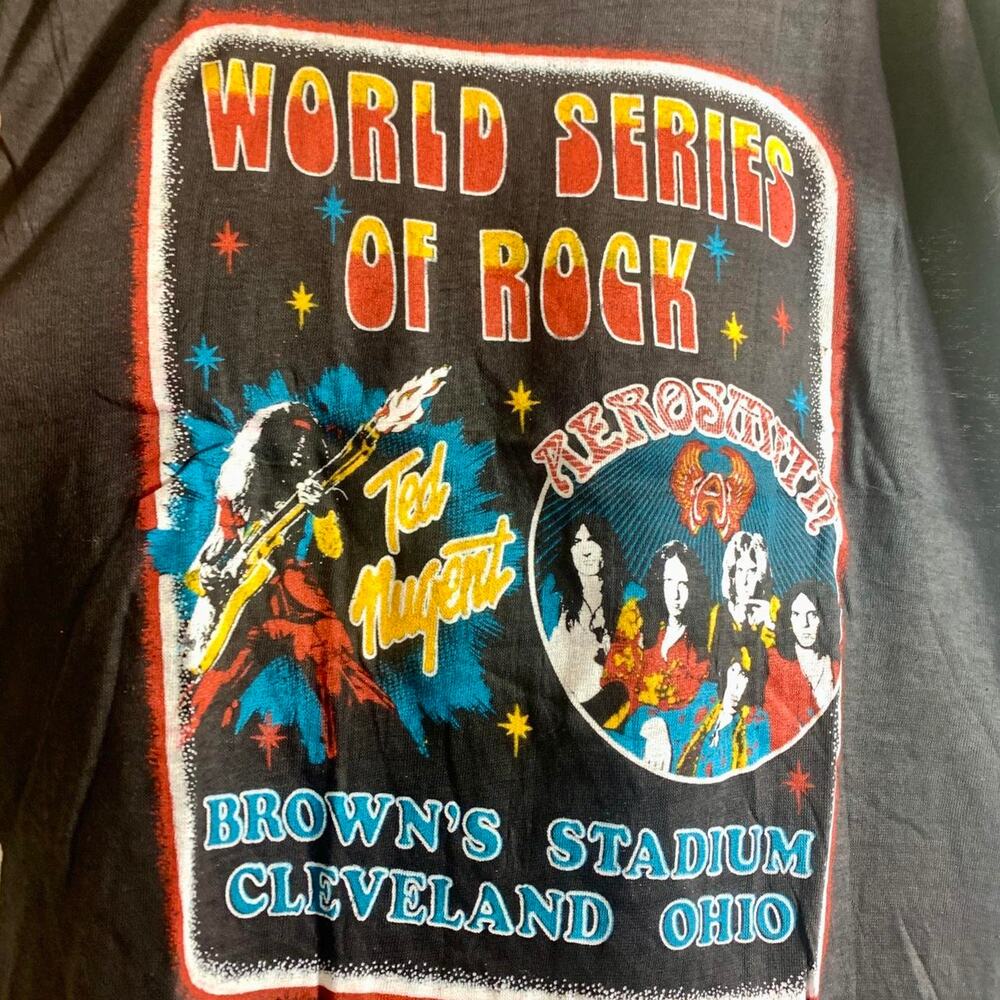 WORLD SERIES
OF ROCK
Ted
Nugent
AEROSMITH
A
BROWN'S STADIUM
CLEVELAND OHIO